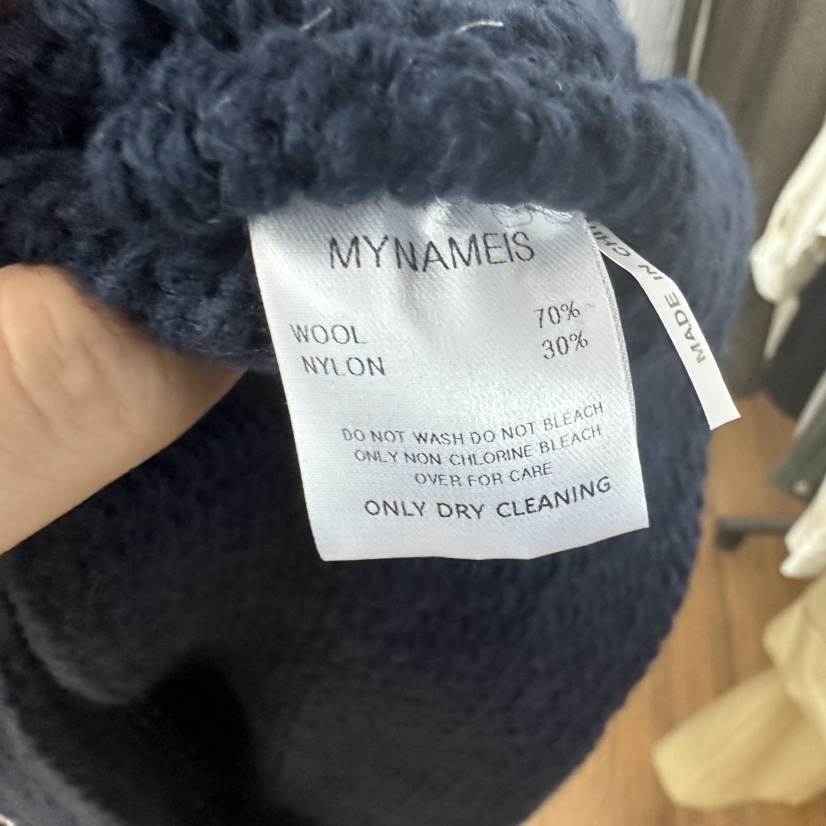 MYNAMEIS
WOOL 70%
NYLON 30%
DO NOT WASH DO NOT BLEACH
ONLY NON CHLORINE BLEACH
OVER FOR CARE
ONLY DRY CLEANING
MADE IN